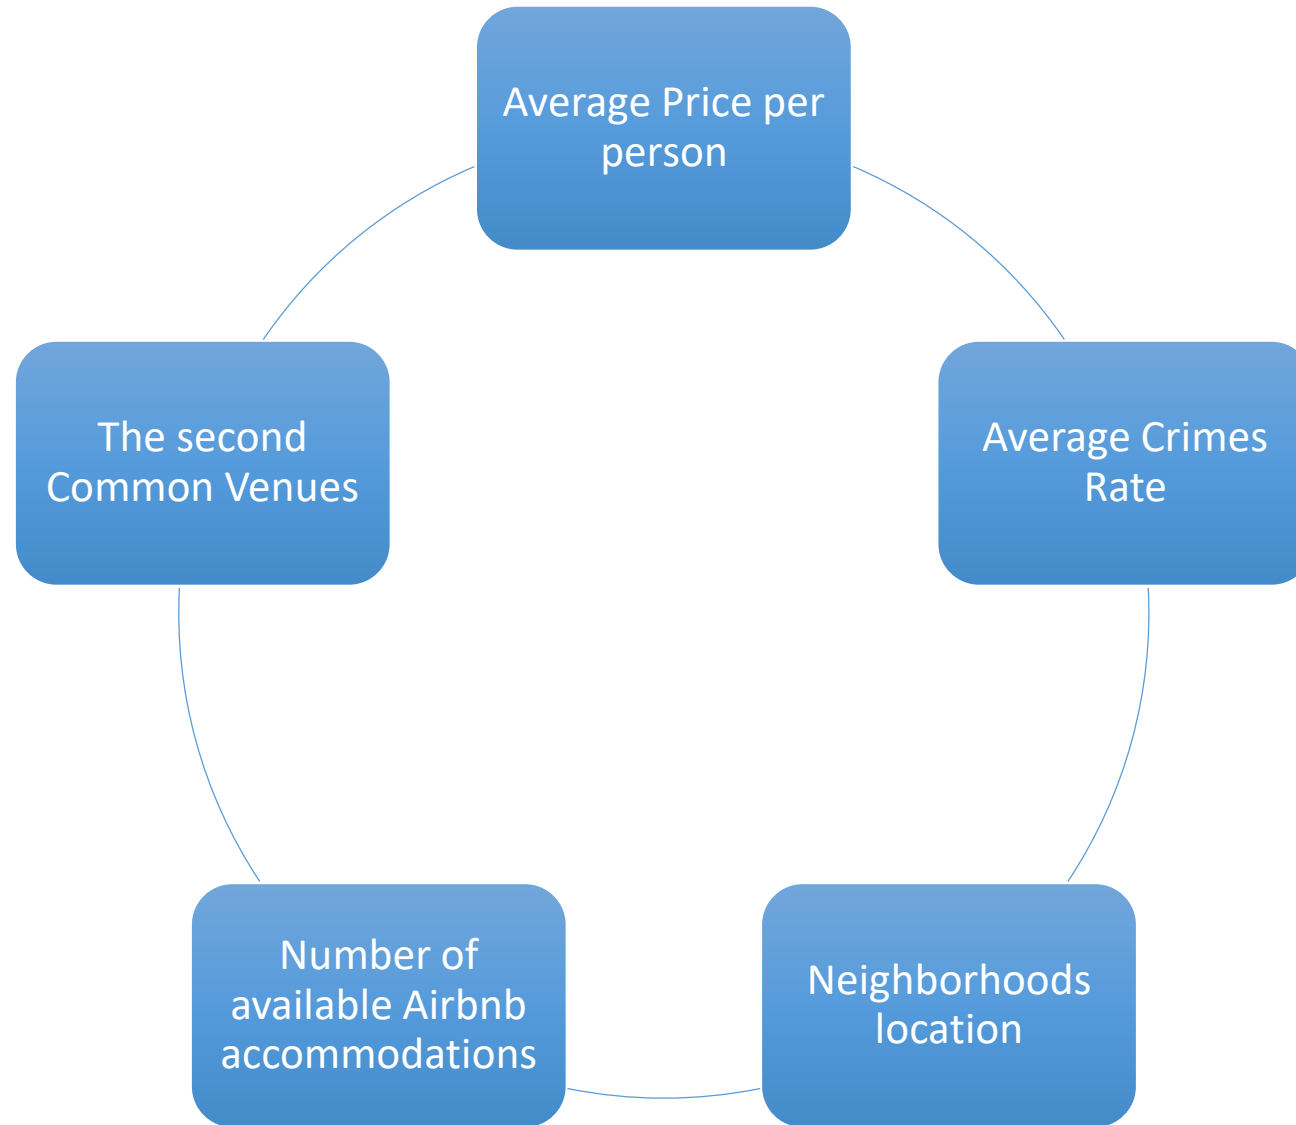 Average Price per
person
Average Crimes
Rate
Neighborhoods
location
Number of
available Airbnb
accommodations
The second
Common Venues